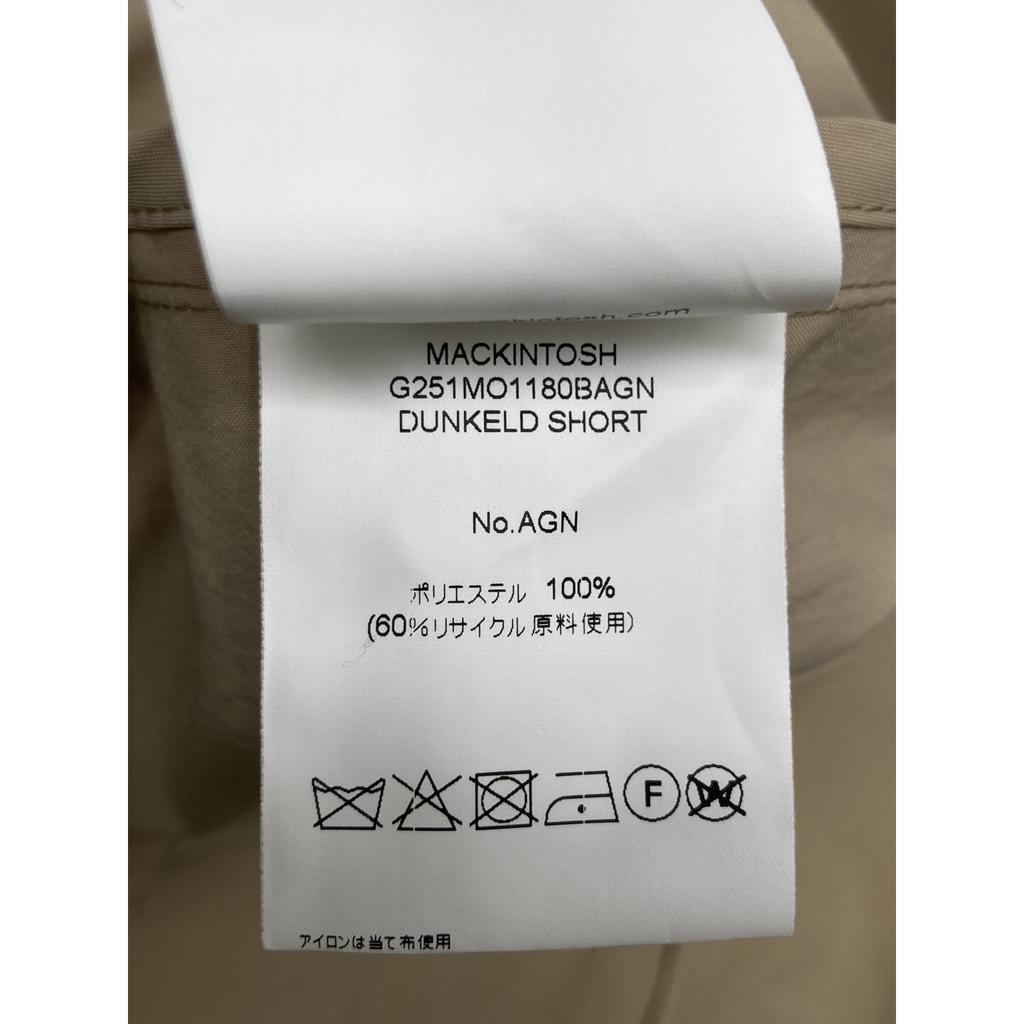 MACKINTOSH
G251MO1180BAGN
DUNKELD SHORT
No.AGN
ポリエステル 100%
(60%リサイクル原料使用)
F W
アイロンは当て布使用